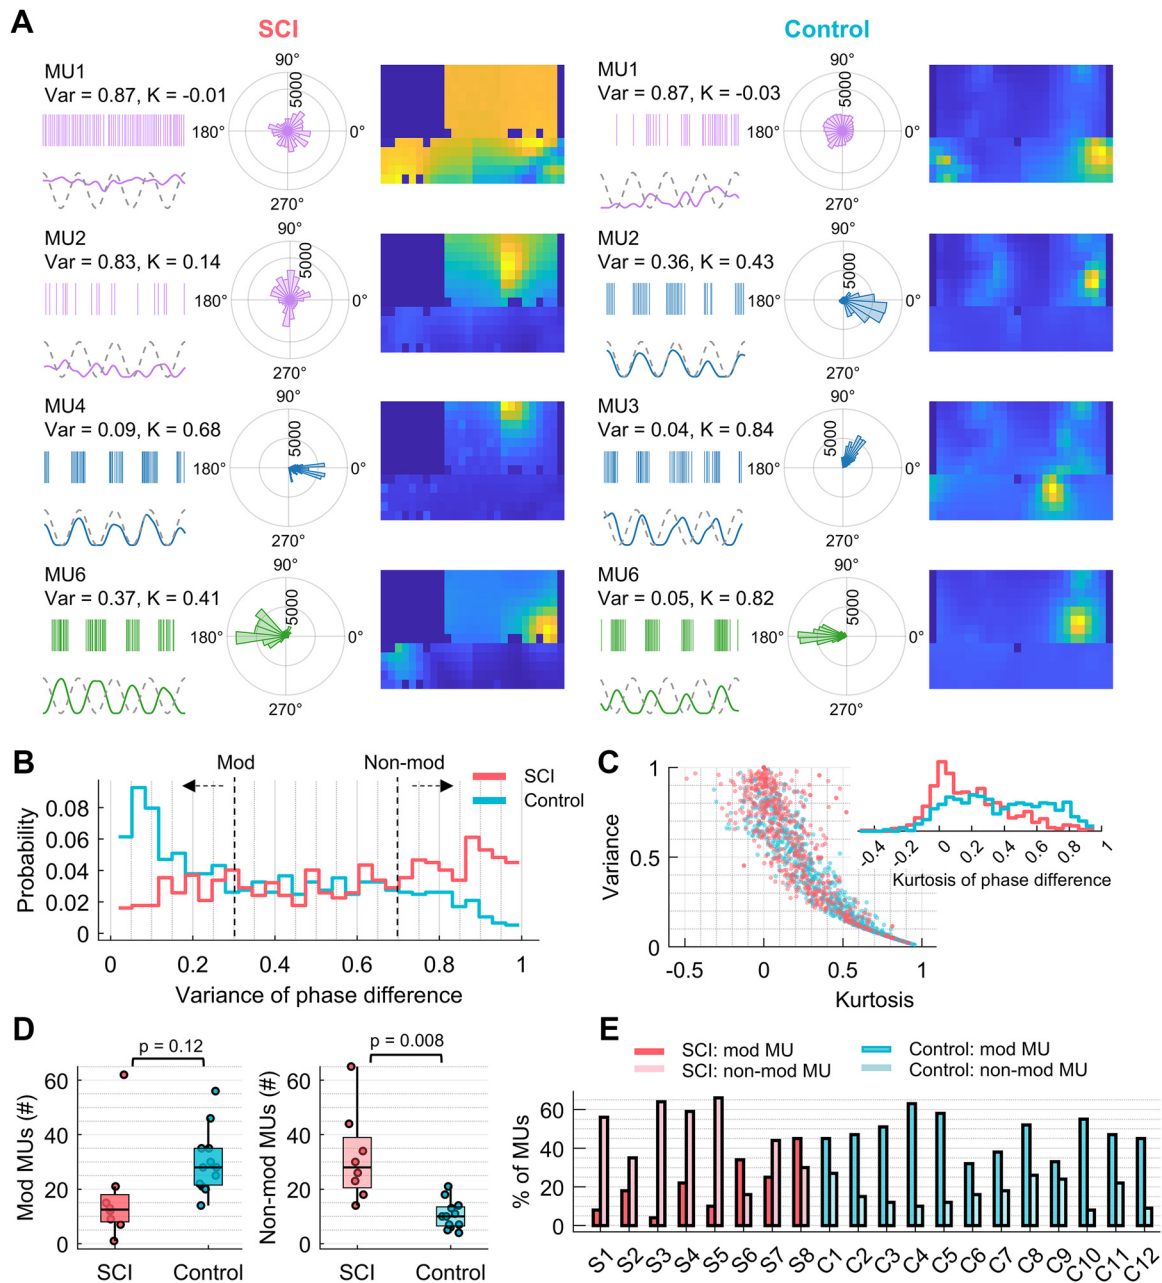 A
SCI
Control
MU1
Var = 0.87, K = -0.01
90°
5000
180°
0°
270°
MU1
Var = 0.87, K = -0.03
90°
5000
180°
0°
270°
MU2
Var = 0.83, K = 0.14
90°
5000
180°
0°
270°
MU2
Var = 0.36, K = 0.43
90°
5000
180°
0°
270°
MU4
Var = 0.09, K = 0.68
90°
5000
180°
0°
270°
MU3
Var = 0.04, K = 0.84
90°
5000
180°
0°
270°
MU6
Var = 0.37, K = 0.41
90°
5000
180°
0°
270°
MU6
Var = 0.05, K = 0.82
90°
5000
180°
0°
270°
B
Mod
Non-mod
SCI
Control
Probability
0.08
0.06
0.04
0.02
0
0 0.2 0.4 0.6 0.8 1
Variance of phase difference
C
Variance
1
0.5
0
-0.5 0 0.5 1
Kurtosis
-0.4 -0.2 0 0.2 0.4 0.6 0.8 1
Kurtosis of phase difference
D
p = 0.12
Mod MUs (#)
60
40
20
0
SCI Control
p = 0.008
Non-mod MUs (#)
60
40
20
0
SCI Control
E
SCI: mod MU
SCI: non-mod MU
Control: mod MU
Control: non-mod MU
% of MUs
60
40
20
0
S1 S2 S3 S4 S5 S6 S7 S8 C1 C2 C3 C4 C5 C6 C7 C8 C9 C10 C11 C12